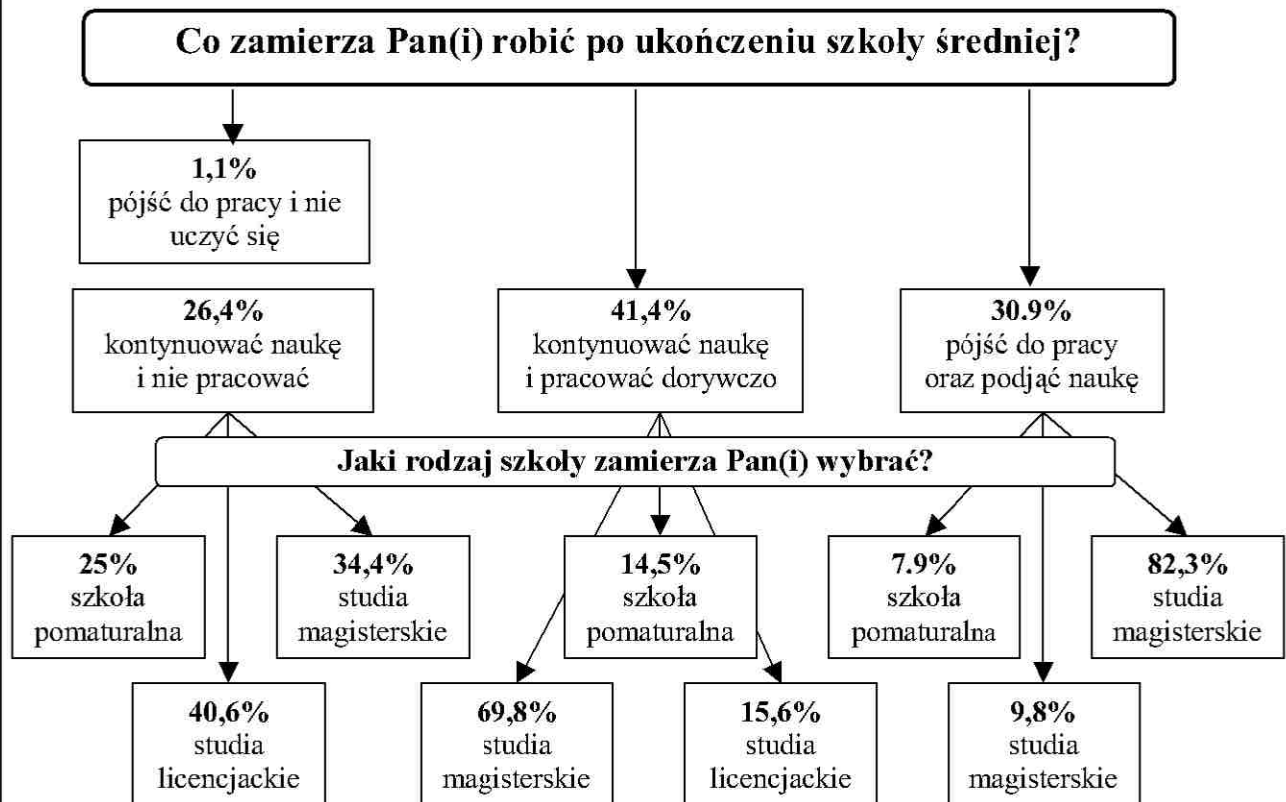 Co zamierza Pan(i) robić po ukończeniu szkoły średniej?
1,1%
pójść do pracy i nie
uczyć się
26,4%
kontynuować naukę
i nie pracować
41,4%
kontynuować naukę
i pracować dorywczo
30.9%
pójść do pracy
oraz podjąć naukę
Jaki rodzaj szkoły zamierza Pan(i) wybrać?
25%
szkoła
pomaturalna
34,4%
studia
magisterskie
14,5%
szkoła
pomaturalna
7.9%
szkoła
pomaturalna
82,3%
studia
magisterskie
40,6%
studia
licencjackie
69,8%
studia
magisterskie
15,6%
studia
licencjackie
9,8%
studia
magisterskie